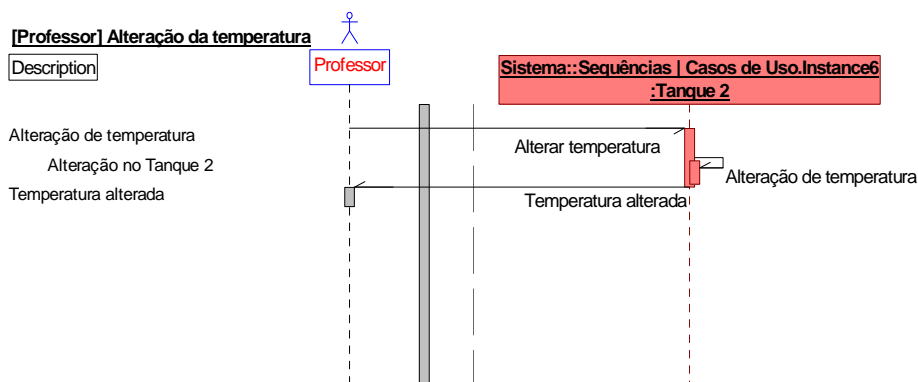 [Professor] Alteração da temperatura
Description
Professor
Sistema::Sequências | Casos de Uso.Instance6
:Tanque 2
Alteração de temperatura
Alterar temperatura
Alteração no Tanque 2
Alteração de temperatura
Temperatura alterada
Temperatura alterada